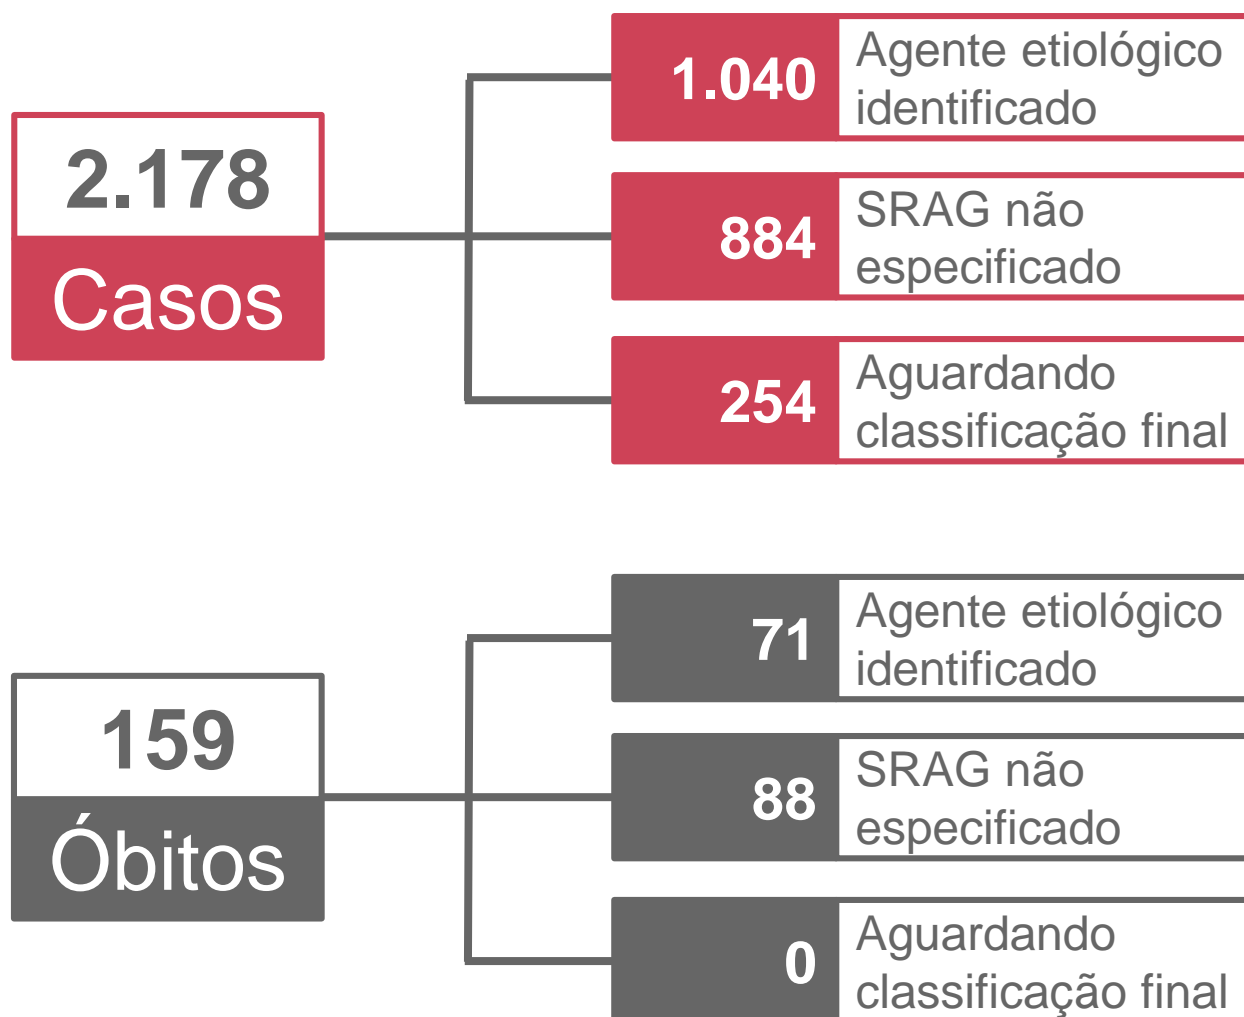 2.178
Casos
1.040
Agente etiológico
identificado
884
SRAG não
especificado
254
Aguardando
classificação final
159
Óbitos
71
Agente etiológico
identificado
88
SRAG não
especificado
0
Aguardando
classificação final